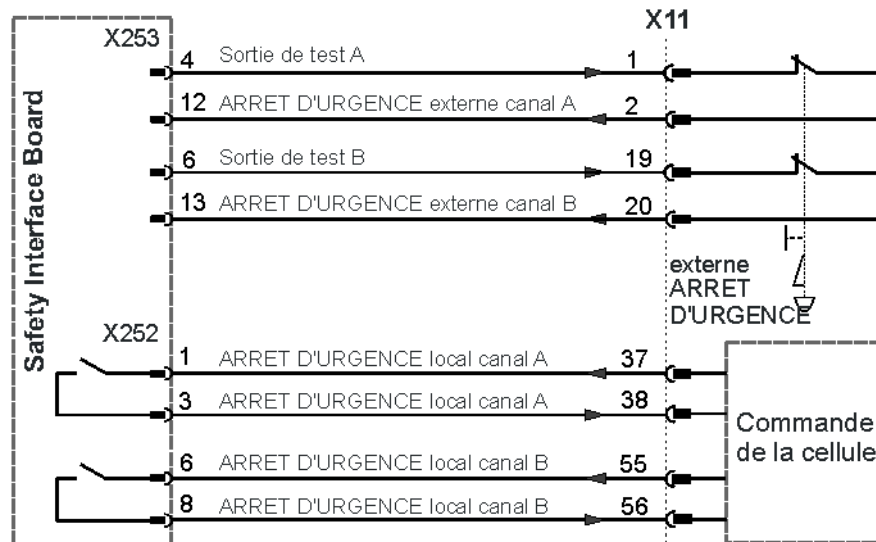 X11
X253
4 Sortie de test A 1
12 ARRET D'URGENCE externe canal A 2
6 Sortie de test B 19
13 ARRET D'URGENCE externe canal B 20
Safety Interface Board
externe
ARRET
D'URGENCE
X252
1 ARRET D'URGENCE local canal A 37
3 ARRET D'URGENCE local canal A 38
6 ARRET D'URGENCE local canal B 55
8 ARRET D'URGENCE local canal B 56
Commande
de la cellule